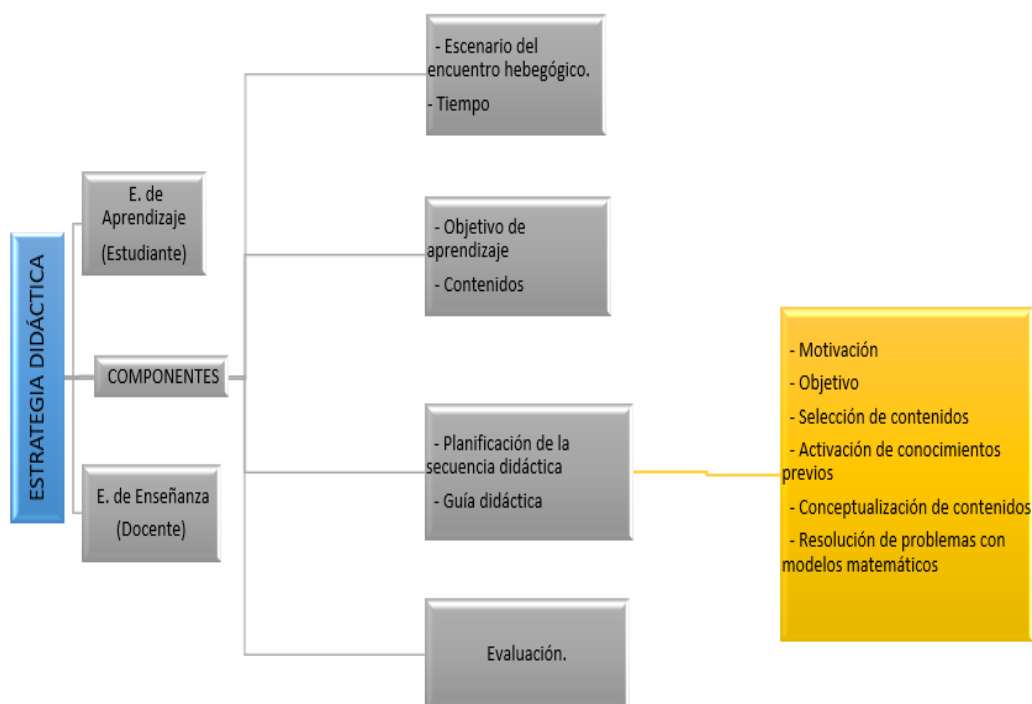 ESTRATEGIA DIDÁCTICA
E. de
Aprendizaje
(Estudiante)
COMPONENTES
E. de Enseñanza
(Docente)
- Escenario del
encuentro hebegógico.
- Tiempo
- Objetivo de
aprendizaje
- Contenidos
- Planificación de la
secuencia didáctica
- Guía didáctica
Evaluación.
- Motivación
- Objetivo
- Selección de contenidos
- Activación de conocimientos
previos
- Conceptualización de contenidos
- Resolución de problemas con
modelos matemáticos